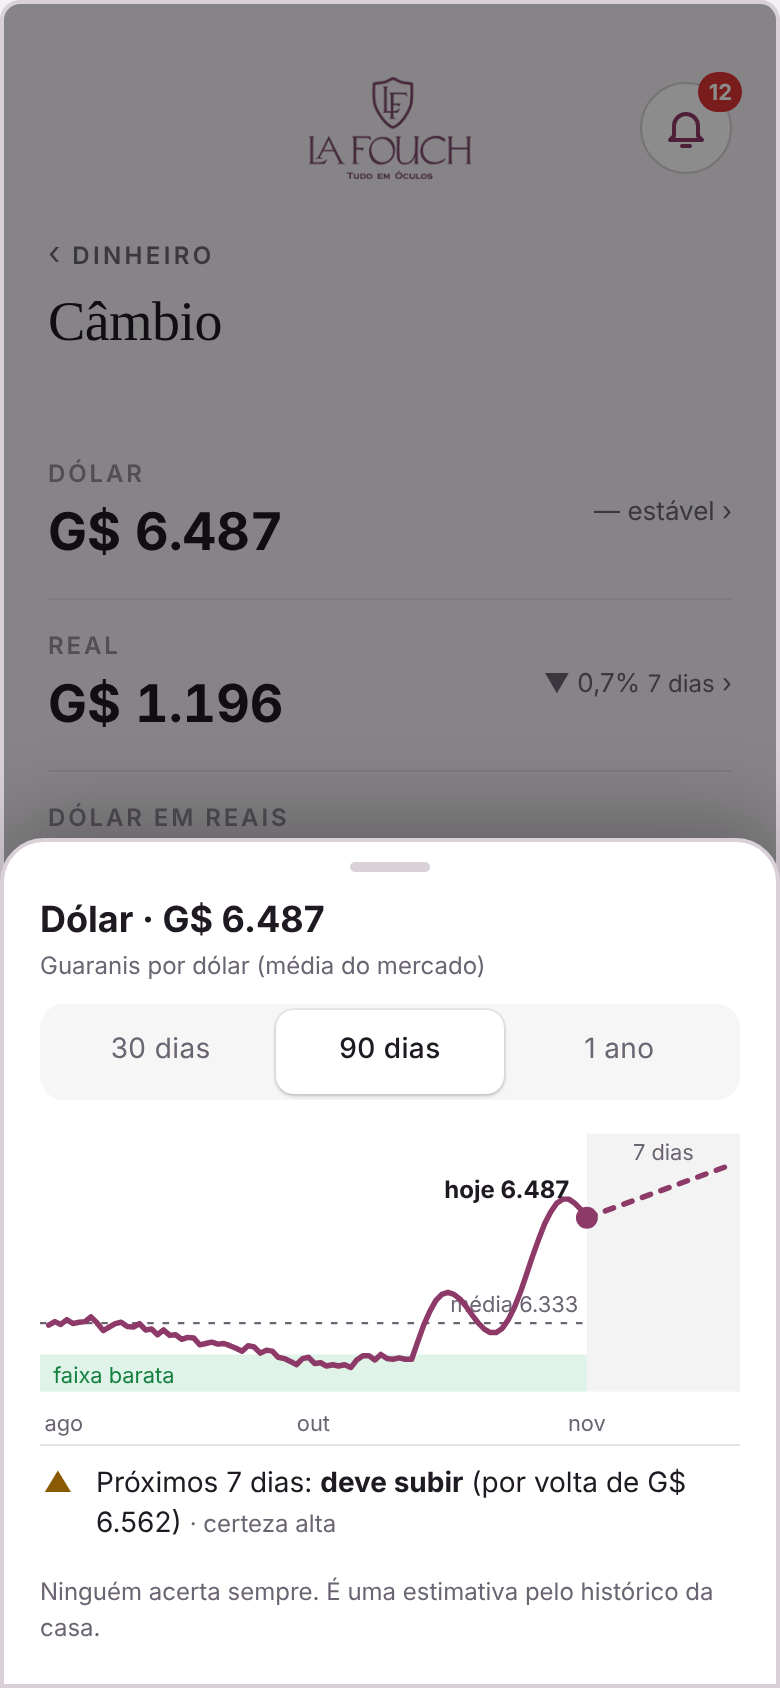 LF
LA FOUCH
TUDO EM ÓCULOS
12
‹ DINHEIRO
Câmbio
DÓLAR
G$ 6.487
— estável ›
REAL
G$ 1.196
▼ 0,7% 7 dias ›
DÓLAR EM REAIS
Dólar · G$ 6.487
Guaranis por dólar (média do mercado)
30 dias
90 dias
1 ano
7 dias
hoje 6.487
média 6.333
faixa barata
ago
out
nov
▲ Próximos 7 dias: deve subir (por volta de G$
6.562) · certeza alta
Ninguém acerta sempre. É uma estimativa pelo histórico da
casa.